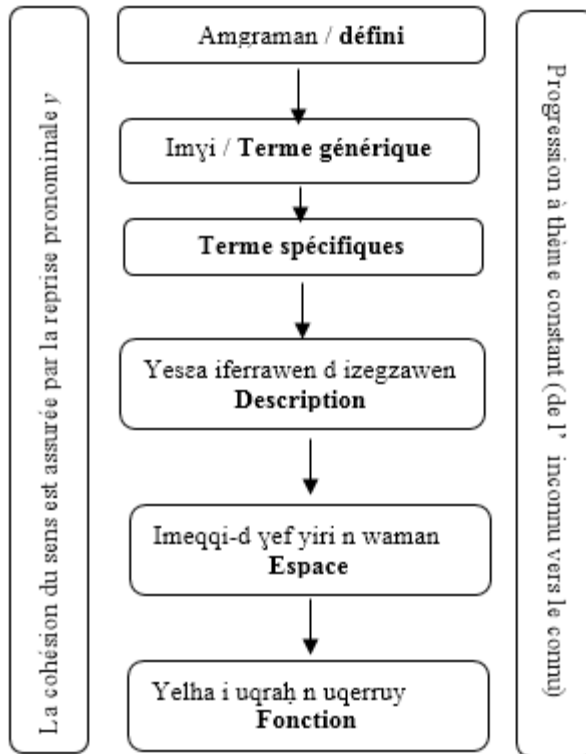 La cohésion du sens est assurée par la reprise pronominale y
Amgraman / défini
Imɣi / Terme générique
Terme spécifiques
Yesɛa iferrawen d izegzawen
Description
Imeqqi-d ɣef yiri n waman
Espace
Yelha i uqraḥ n uqerruy
Fonction
Progression à thème constant (de l’ inconnu vers le connu)